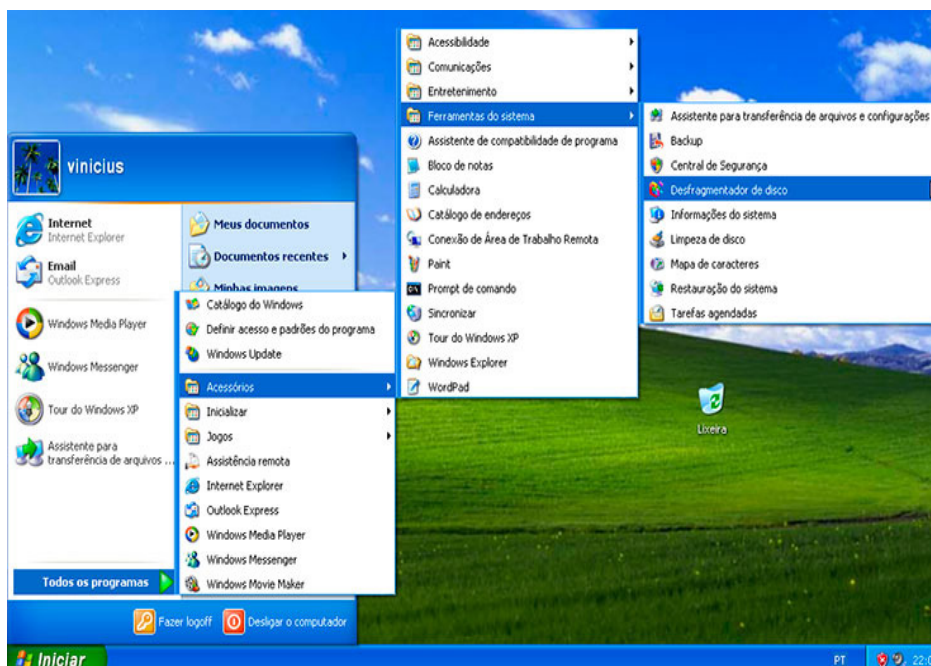 vinicius
Internet
Internet Explorer
Email
Outlook Express
Windows Media Player
Windows Messenger
Tour do Windows XP
Assistente para
transferência de arquivos ...
Todos os programas
Meus documentos
Documentos recentes
Minhas imagens
Catálogo do Windows
Definir acesso e padrões do programa
Windows Update
Acessórios
Inicializar
Jogos
Assistência remota
Internet Explorer
Outlook Express
Windows Media Player
Windows Messenger
Windows Movie Maker
Acessibilidade
Comunicações
Entretenimento
Ferramentas do sistema
Assistente de compatibilidade de programa
Bloco de notas
Calculadora
Catálogo de endereços
Conexão de Área de Trabalho Remota
Paint
Prompt de comando
Sincronizar
Tour do Windows XP
Windows Explorer
WordPad
Assistente para transferência de arquivos e configurações
Backup
Central de Segurança
Desfragmentador de disco
Informações do sistema
Limpeza de disco
Mapa de caracteres
Restauração do sistema
Tarefas agendadas
Lixeira
Fazer logoff
Desligar o computador
Iniciar
PT